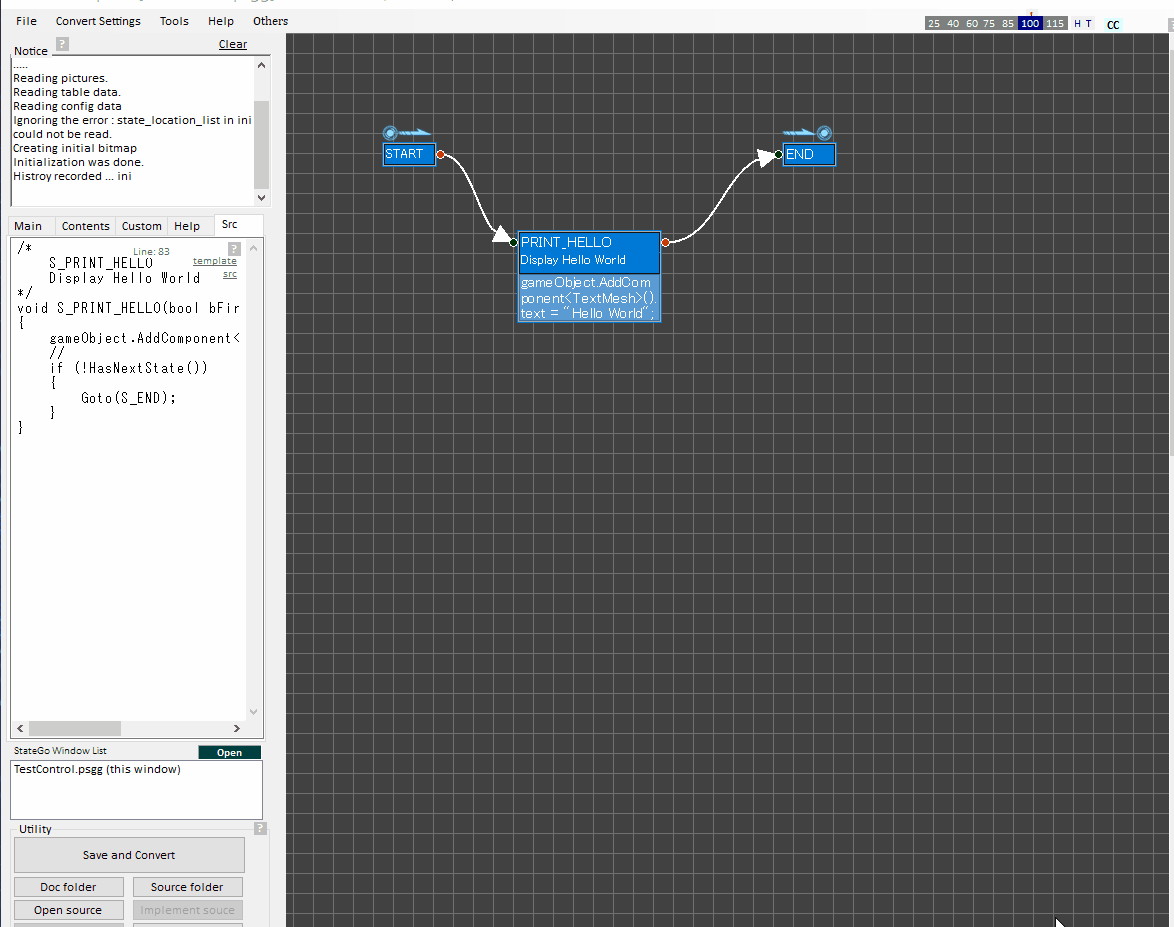 File Convert Settings Tools Help Others
25 40 60 75 85 100 115 H T CC
Notice ? Clear
.....
Reading pictures.
Reading table data.
Reading config data
Ignoring the error : state_location_list in ini
could not be read.
Creating initial bitmap
Initialization was done.
Histroy recorded ... ini
Main Contents Custom Help Src
Line: 83 ?
template
src
/*
S_PRINT_HELLO
Display Hello World
*/
void S_PRINT_HELLO(bool bFir
{
gameObject.AddComponent<
//
if (!HasNextState())
{
Goto(S_END);
}
}
StateGo Window List Open
TestControl.psgg (this window)
Utility ?
Save and Convert
Doc folder Source folder
Open source Implement souce
START
END
PRINT_HELLO
Display Hello World
gameObject.AddCom
ponent<TextMesh>().
text = "Hello World";